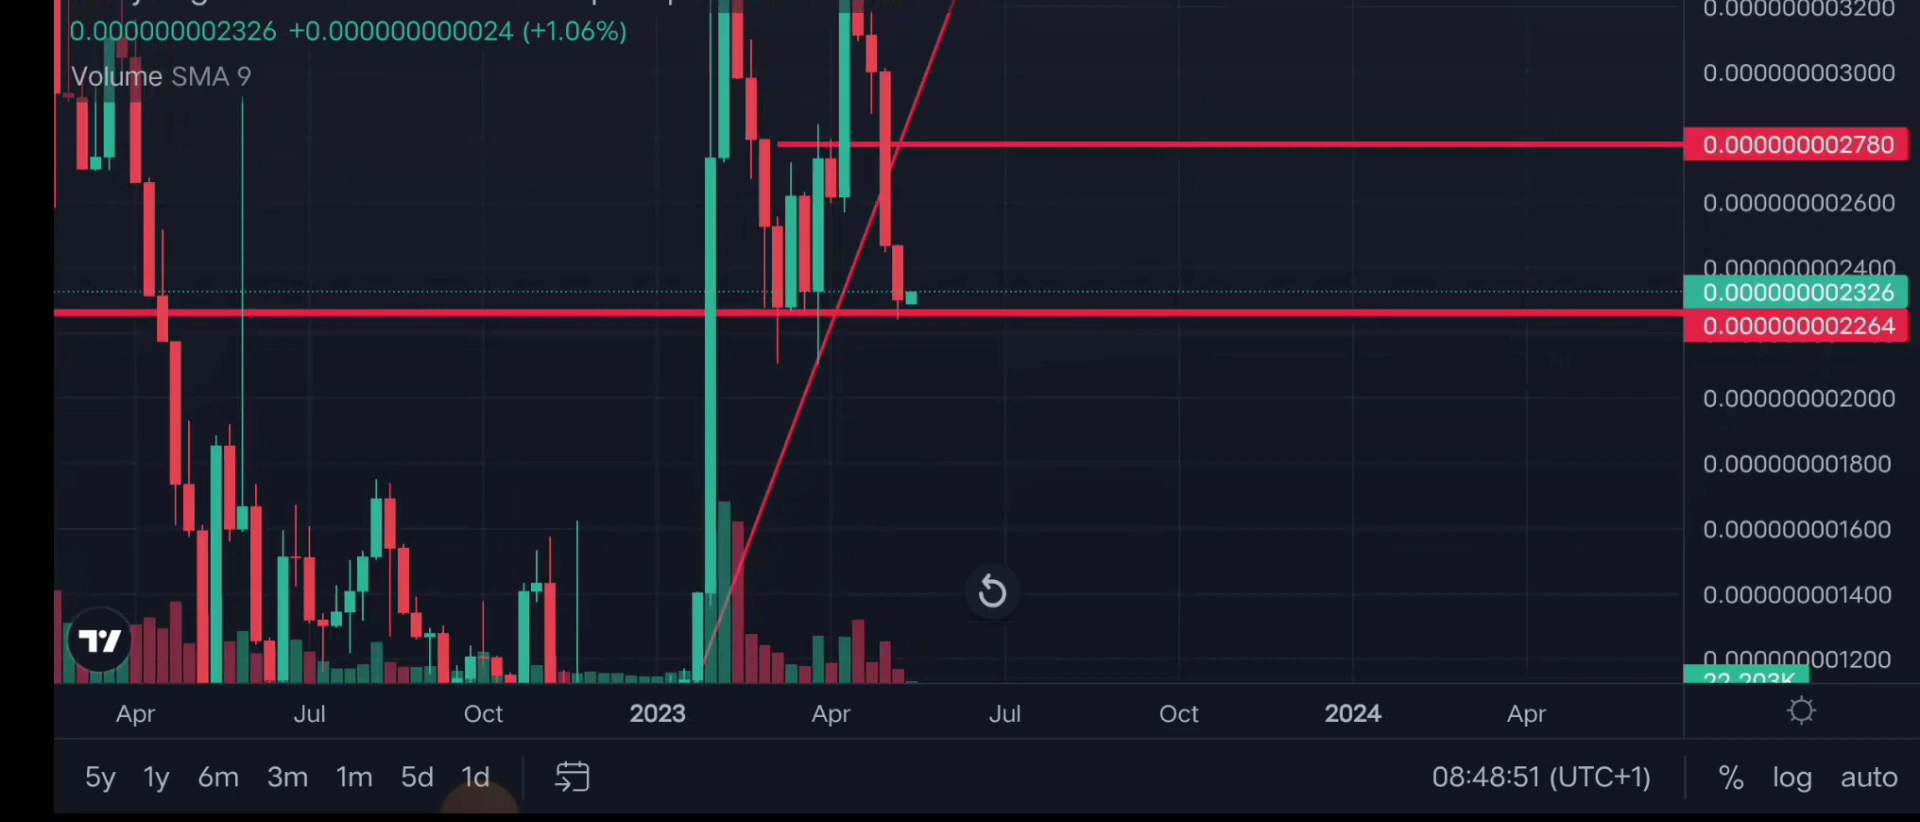 0.000000003200
0.000000002326 +0.000000000024 (+1.06%)
Volume SMA 9
0.000000003000
0.000000002780
0.000000002600
0.000000002400
0.000000002326
0.000000002264
0.000000002000
0.000000001800
0.000000001600
0.000000001400
0.000000001200
22.203K
Apr Jul Oct 2023 Apr Jul Oct 2024 Apr
5y 1y 6m 3m 1m 5d 1d 08:48:51 (UTC+1) % log auto